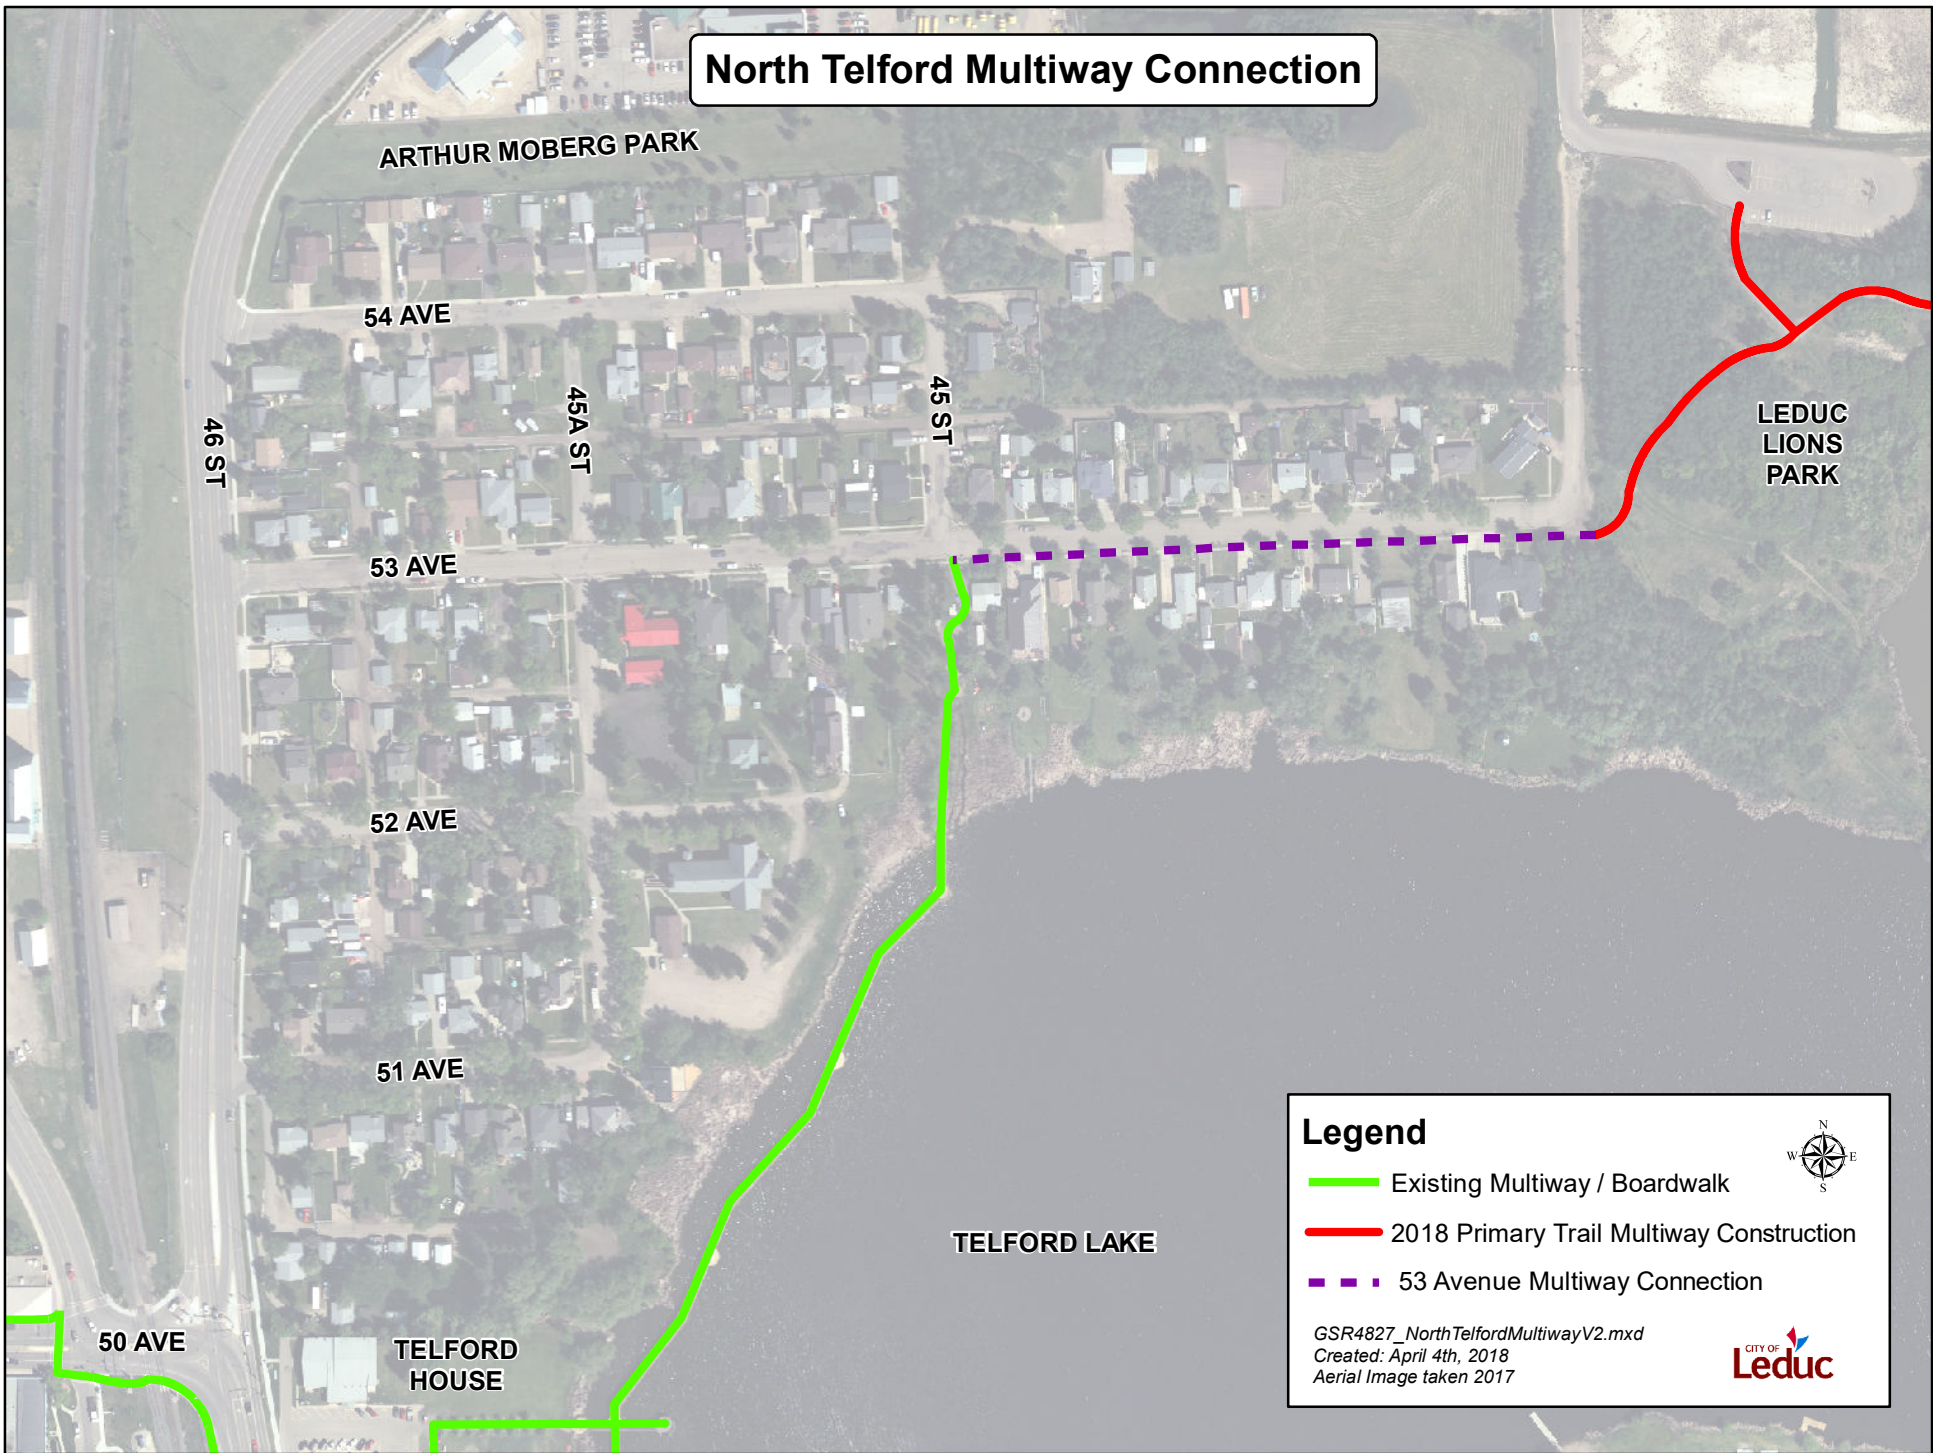 North Telford Multiway Connection
ARTHUR MOBERG PARK
54 AVE
46 ST
45A ST
45 ST
LEDUC
LIONS
PARK
53 AVE
52 AVE
51 AVE
TELFORD LAKE
50 AVE
TELFORD
HOUSE
Legend
N
W E
S
Existing Multiway / Boardwalk
2018 Primary Trail Multiway Construction
53 Avenue Multiway Connection
GSR4827_NorthTelfordMultiwayV2.mxd
Created: April 4th, 2018
Aerial Image taken 2017
CITY OF
Leduc